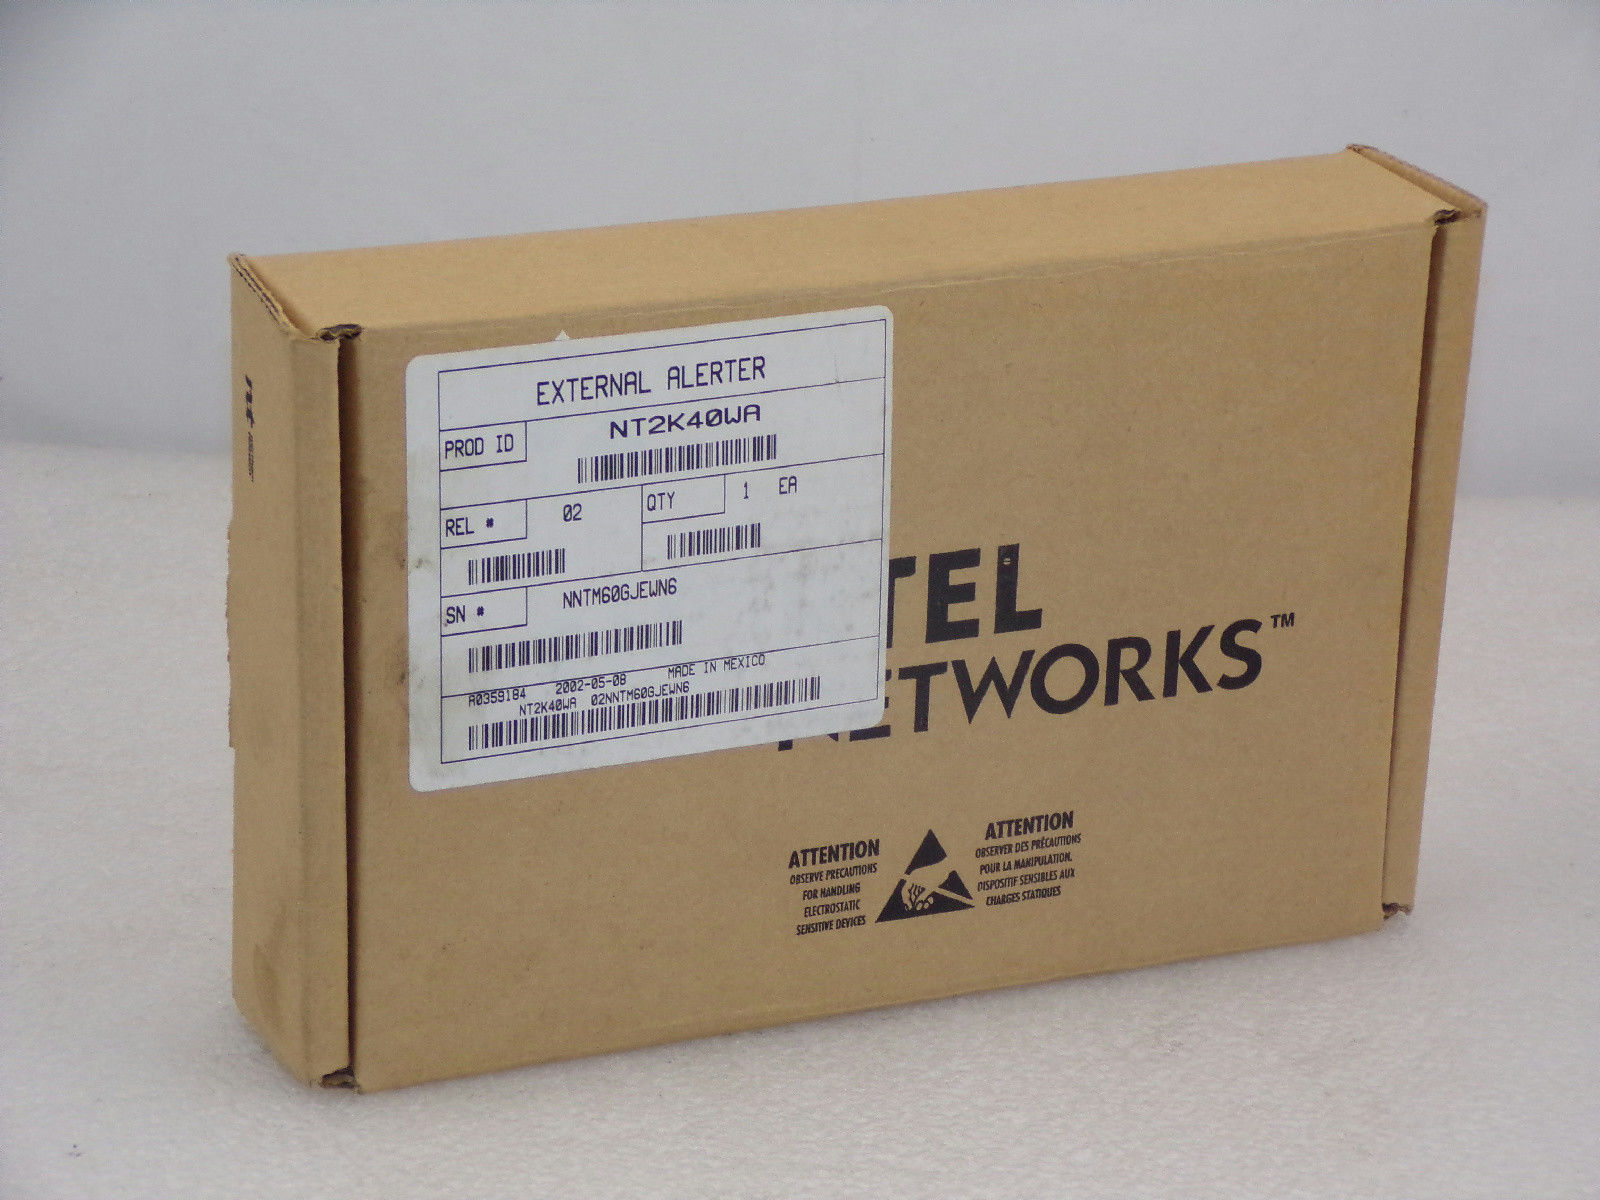 EXTERNAL ALERTER
PROD ID
NT2K40WA
REL #
02
QTY
1 EA
SN #
NNTM60GJEWN6
A0359184 2002-05-08 MADE IN MEXICO
NT2K40WA 02NNTM60GJEWN6
TEL
NETWORKS™
ATTENTION
OBSERVE PRECAUTIONS
FOR HANDLING
ELECTROSTATIC
SENSITIVE DEVICES
ATTENTION
OBSERVER DES PRÉCAUTIONS
POUR LA MANIPULATION.
DISPOSITIF SENSIBLES AUX
CHARGES STATIQUES
nt